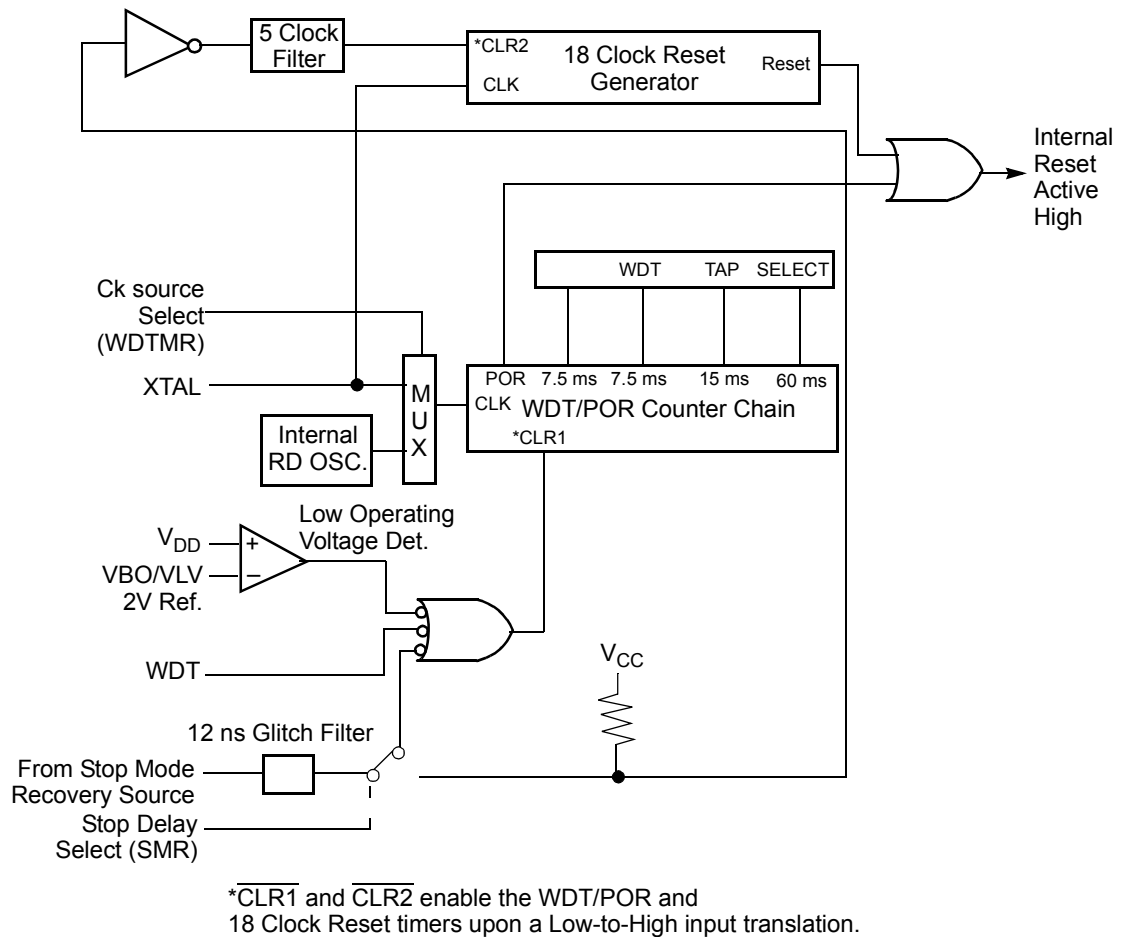 5 Clock
Filter
*CLR2
CLK
18 Clock Reset
Generator
Reset
Internal
Reset
Active
High
WDT TAP SELECT
Ck source
Select
(WDTMR)
XTAL
M
U
X
Internal
RD OSC.
POR 7.5 ms 7.5 ms 15 ms 60 ms
CLK WDT/POR Counter Chain
*CLR1
Low Operating
Voltage Det.
VDD
+
VBO/VLV
−
2V Ref.
WDT
VCC
12 ns Glitch Filter
From Stop Mode
Recovery Source
Stop Delay
Select (SMR)
*CLR1 and CLR2 enable the WDT/POR and
18 Clock Reset timers upon a Low-to-High input translation.